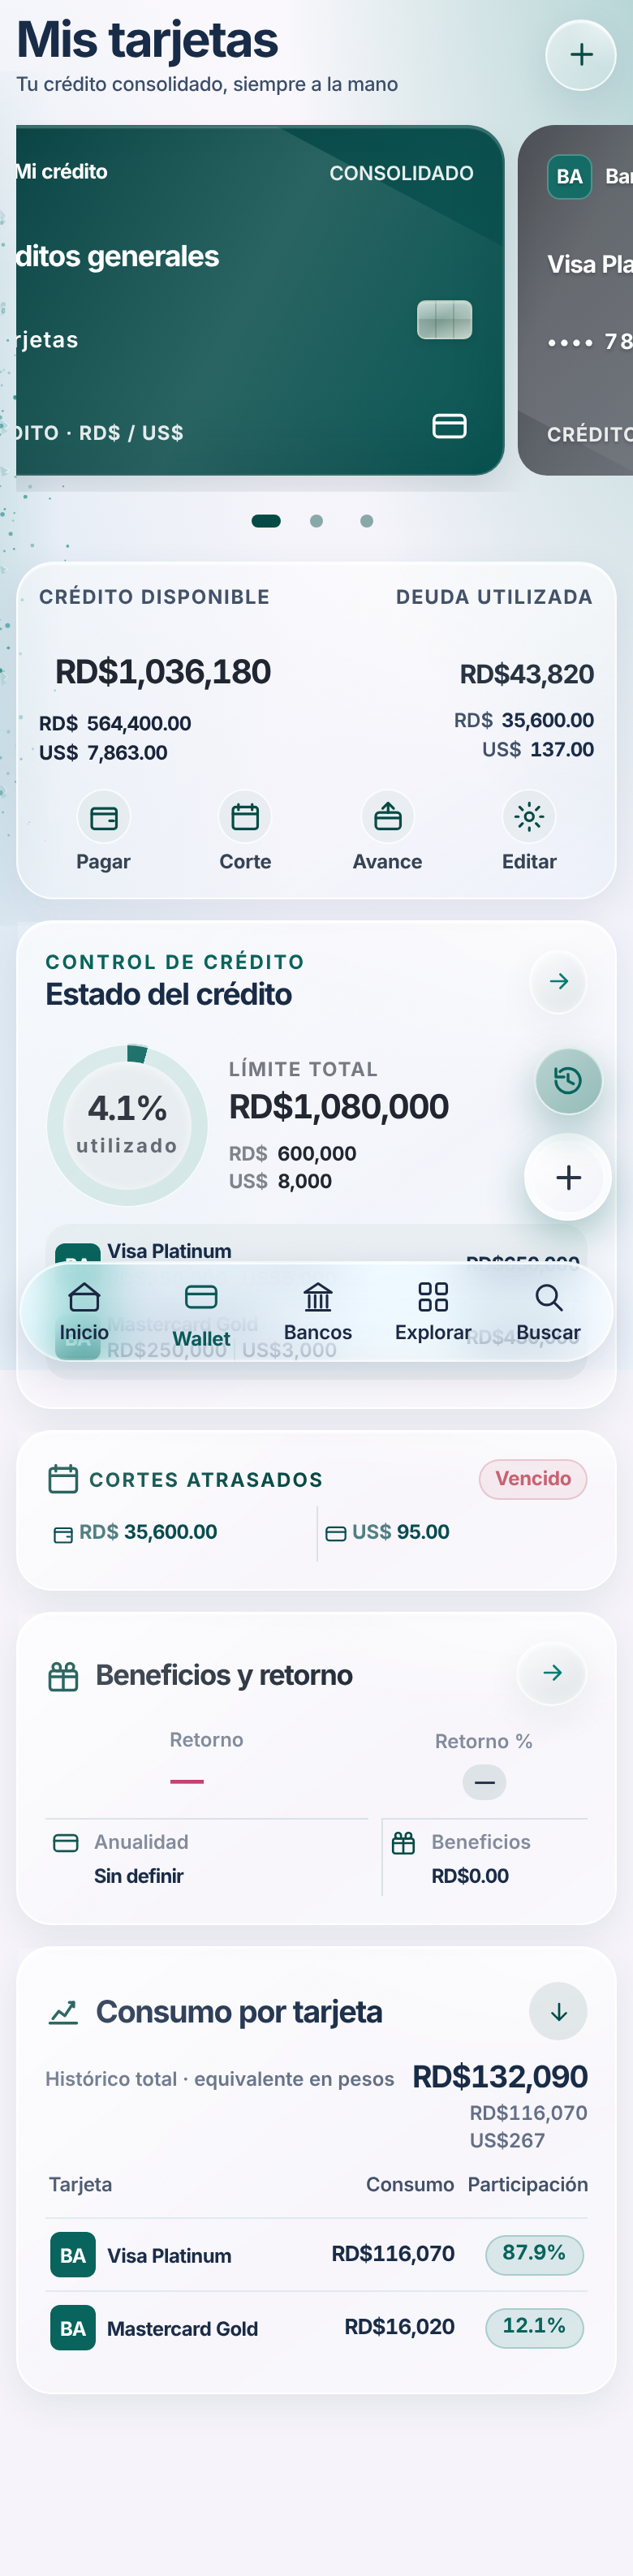 Mis tarjetas
Tu crédito consolidado, siempre a la mano
Mi crédito
CONSOLIDADO
ditos generales
rjetas
DITO · RD$ / US$
BA
Ban
Visa Pla
•••• 78
CRÉDITO
CRÉDITO DISPONIBLE
DEUDA UTILIZADA
RD$1,036,180
RD$43,820
RD$ 564,400.00
RD$ 35,600.00
US$ 7,863.00
US$ 137.00
Pagar
Corte
Avance
Editar
CONTROL DE CRÉDITO
Estado del crédito
4.1%
utilizado
LÍMITE TOTAL
RD$1,080,000
RD$ 600,000
US$ 8,000
Visa Platinum
Mastercard Gold
RD$250,000 | US$3,000
Inicio
Wallet
Bancos
Explorar
Buscar
CORTES ATRASADOS
Vencido
RD$ 35,600.00
US$ 95.00
Beneficios y retorno
Retorno
Retorno %
—
—
Anualidad
Sin definir
Beneficios
RD$0.00
Consumo por tarjeta
Histórico total · equivalente en pesos
RD$132,090
RD$116,070
US$267
Tarjeta
Consumo
Participación
BA
Visa Platinum
RD$116,070
87.9%
BA
Mastercard Gold
RD$16,020
12.1%